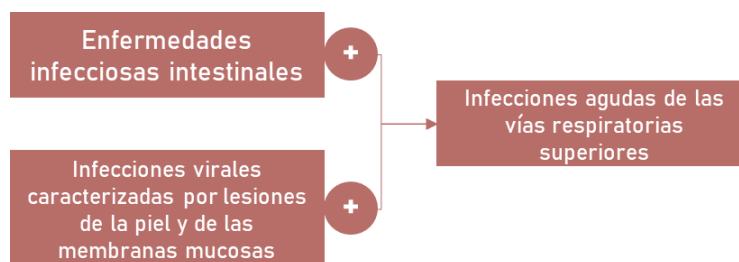 Enfermedades
infecciosas intestinales
+
Infecciones agudas de las
vías respiratorias
superiores
Infecciones virales
caracterizadas por lesiones
de la piel y de las
membranas mucosas
+